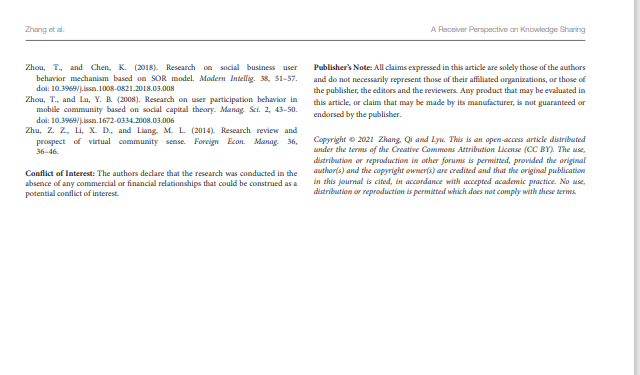 Zhang et al.
A Receiver Perspective on Knowledge Sharing
Zhou, T., and Chen, K. (2018). Research on social business user
behavior mechanism based on SOR model. Modern Intellig. 38, 51–57.
doi: 10.3969/j.issn.1008-0821.2018.03.008
Zhou, T., and Lu, Y. B. (2008). Research on user participation behavior in
mobile community based on social capital theory. Manag. Sci. 2, 43–50.
doi: 10.3969/j.issn.1672-0334.2008.03.006
Zhu, Z. Z., Li, X. D., and Liang, M. L. (2014). Research review and
prospect of virtual community sense. Foreign Econ. Manag. 36,
36–46.
Conflict of Interest: The authors declare that the research was conducted in the
absence of any commercial or financial relationships that could be construed as a
potential conflict of interest.
Publisher's Note: All claims expressed in this article are solely those of the authors
and do not necessarily represent those of their affiliated organizations, or those of
the publisher, the editors and the reviewers. Any product that may be evaluated in
this article, or claim that may be made by its manufacturer, is not guaranteed or
endorsed by the publisher.
Copyright © 2021 Zhang, Qi and Lyu. This is an open-access article distributed
under the terms of the Creative Commons Attribution License (CC BY). The use,
distribution or reproduction in other forums is permitted, provided the original
author(s) and the copyright owner(s) are credited and that the original publication
in this journal is cited, in accordance with accepted academic practice. No use,
distribution or reproduction is permitted which does not comply with these terms.